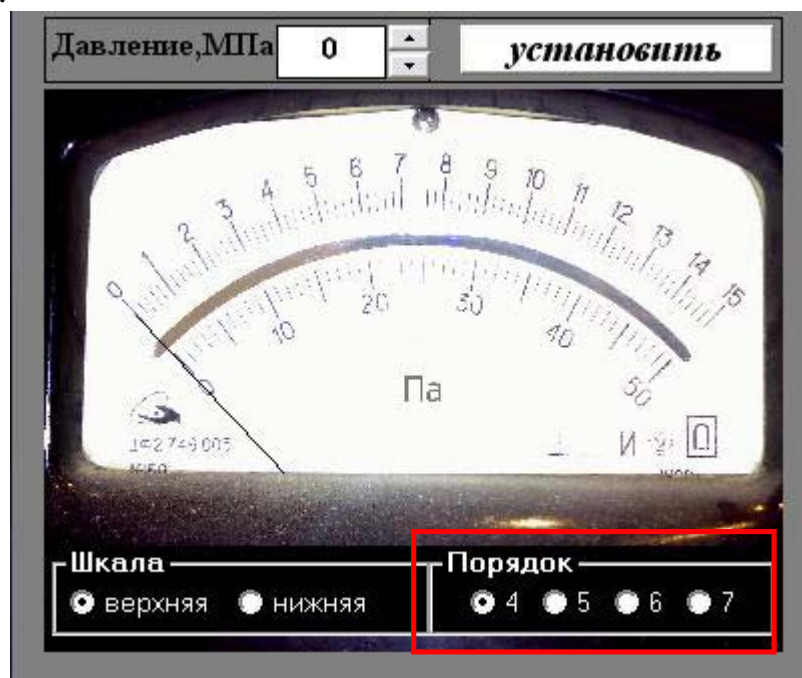 Давление,МПа 0 установить
0 1 2 3 4 5 6 7 8 9 10 11 12 13 14 15
0 10 20 30 40 50
Па
И
Шкала Порядок
верхняя нижняя 4 5 6 7